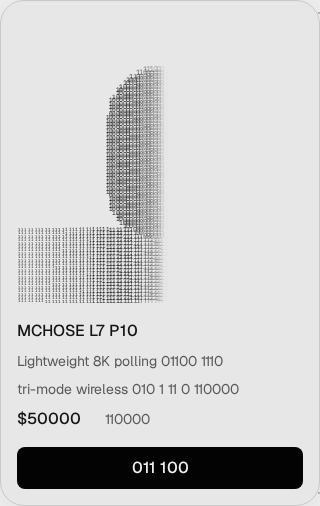 MCHOSE L7 P10
Lightweight 8K polling 01100 1110
tri-mode wireless 010 1 11 0 110000
$50000 110000
011 100